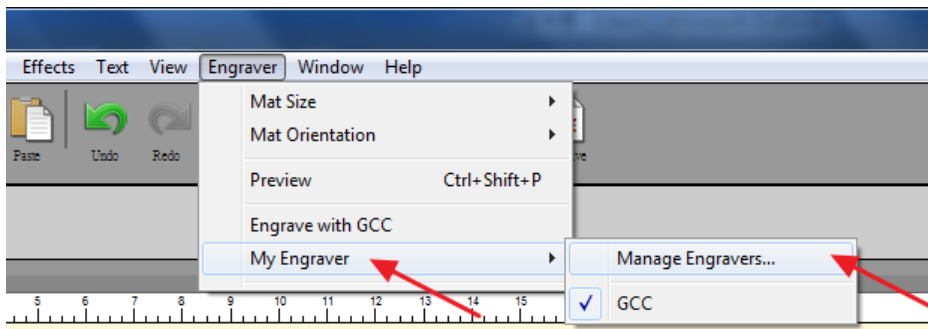 Effects Text View Engraver Window Help
Paste Undo Redo
Mat Size
Mat Orientation
Preview Ctrl+Shift+P
Engrave with GCC
My Engraver
Manage Engravers...
GCC
5 6 7 8 9 10 11 12 13 14 15